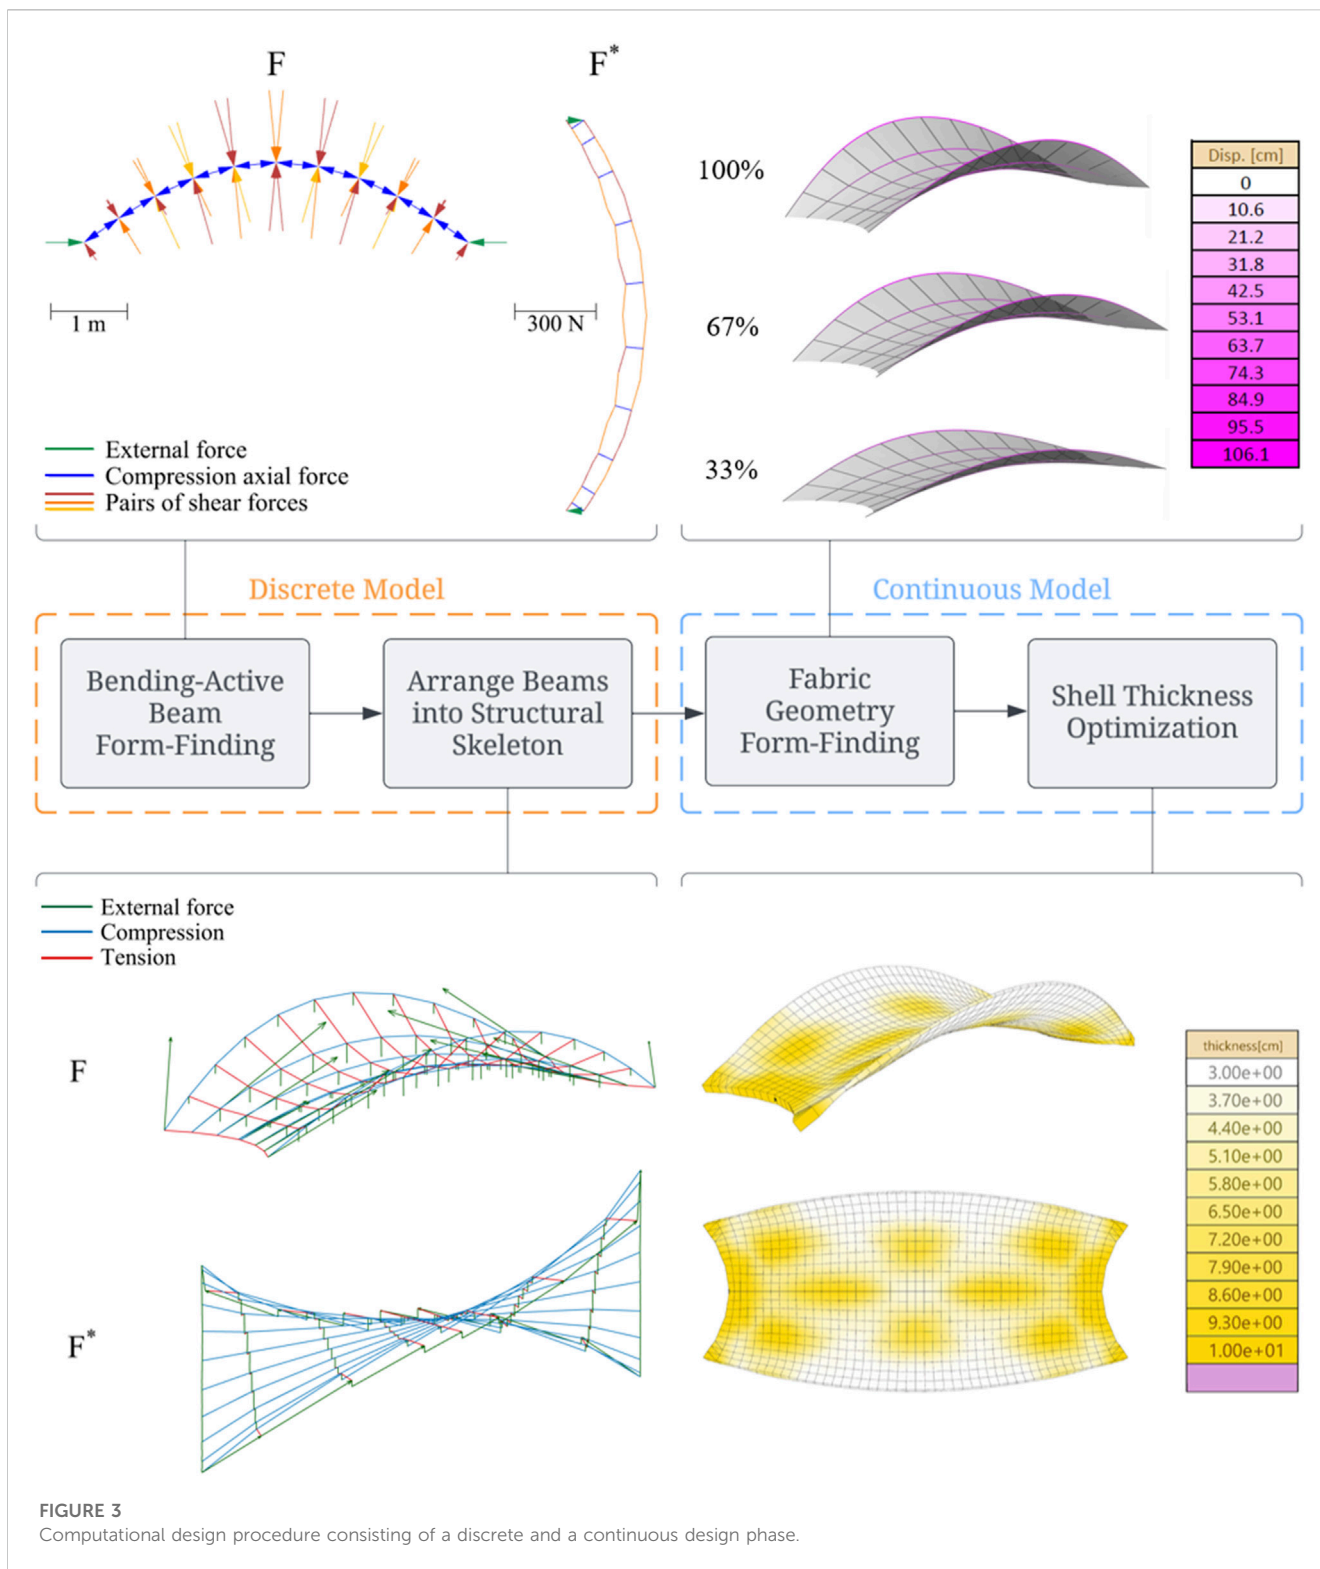 F
F*
1 m
300 N
External force
Compression axial force
Pairs of shear forces
100%
67%
33%
Disp. [cm]
0
10.6
21.2
31.8
42.5
53.1
63.7
74.3
84.9
95.5
106.1
Discrete Model
Continuous Model
Bending-Active
Beam
Form-Finding
Arrange Beams
into Structural
Skeleton
Fabric
Geometry
Form-Finding
Shell Thickness
Optimization
External force
Compression
Tension
F
F*
thickness[cm]
3.00e+00
3.70e+00
4.40e+00
5.10e+00
5.80e+00
6.50e+00
7.20e+00
7.90e+00
8.60e+00
9.30e+00
1.00e+01
FIGURE 3
Computational design procedure consisting of a discrete and a continuous design phase.